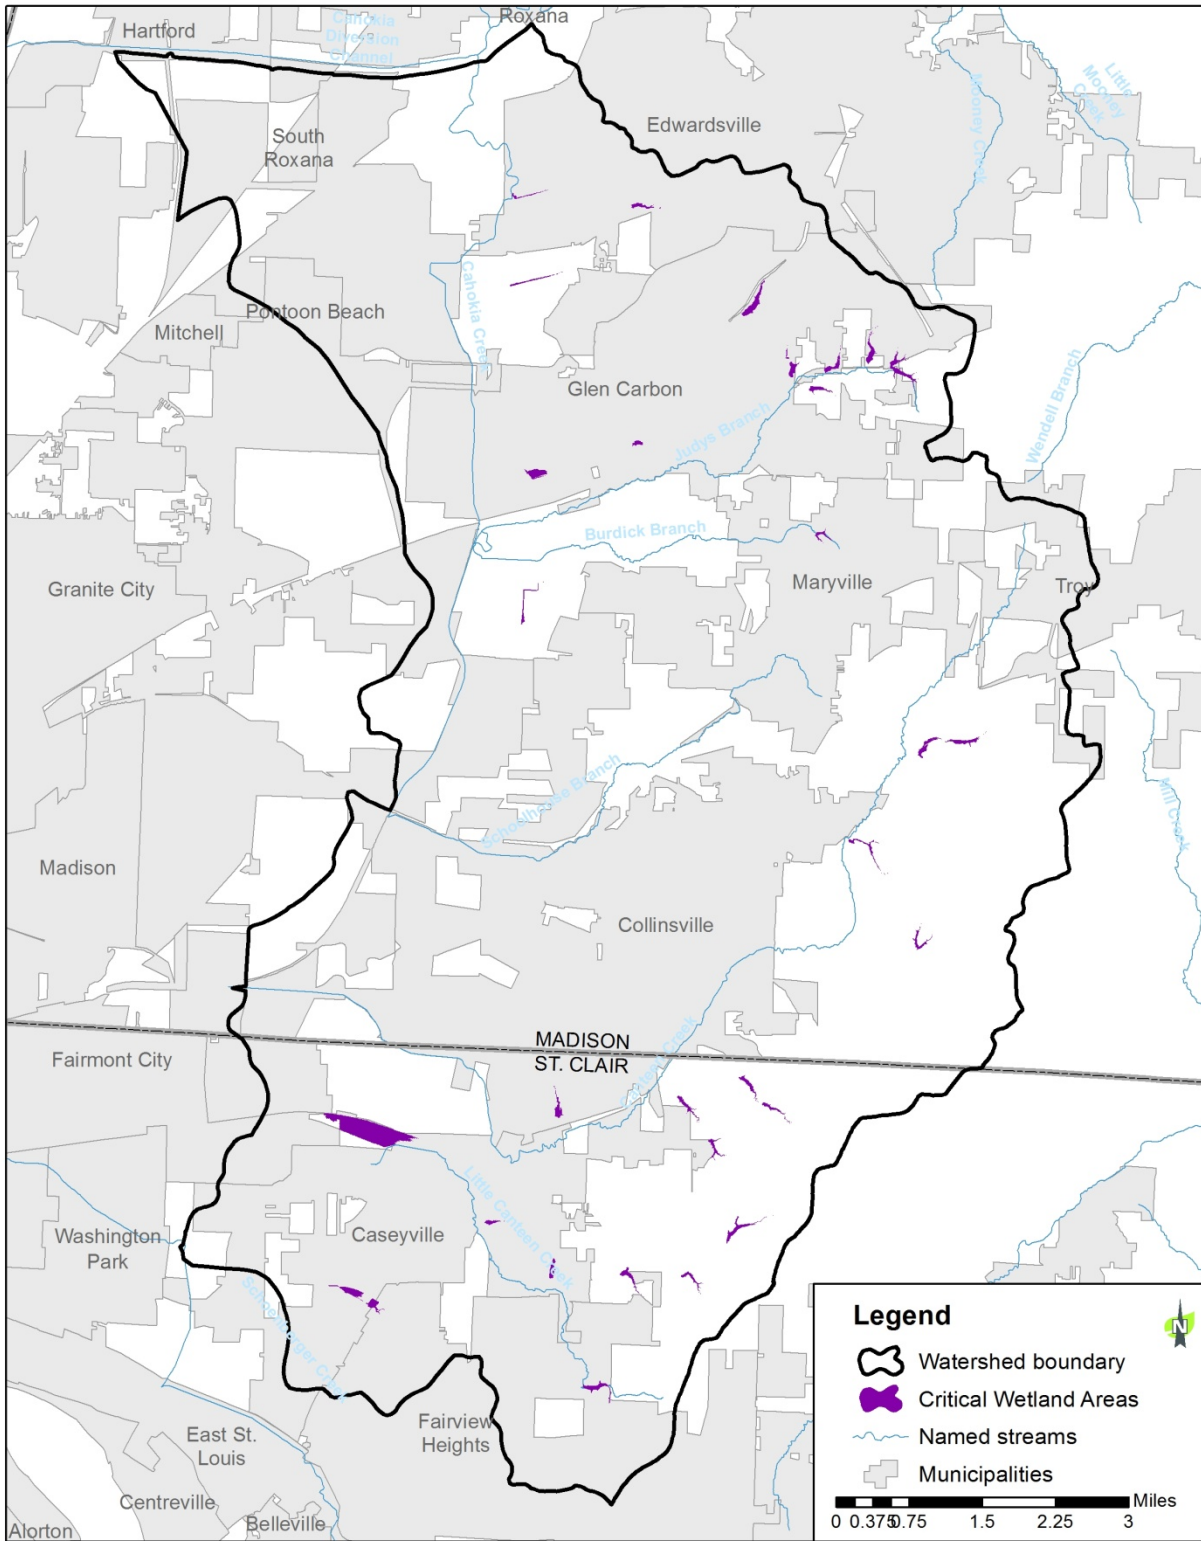 Roxana
Hartford
Cahokia
Diversion
Channel
Little
Mooney
Creek
Mooney Creek
Edwardsville
South
Roxana
Cahokia Creek
Pontoon Beach
Mitchell
Wendell Branch
Glen Carbon
Judys Branch
Burdick Branch
Granite City
Maryville
Troy
Schoolhouse Branch
Mill Creek
Madison
Collinsville
MADISON
ST. CLAIR
Canteen Creek
Fairmont City
Little Canteen Creek
Washington
Park
Caseyville
Schoenberger Creek
Fairview
Heights
East St.
Louis
Centreville
Belleville
Alorton
Legend
N
Watershed boundary
Critical Wetland Areas
Named streams
Municipalities
Miles
0 0.375 0.75 1.5 2.25 3